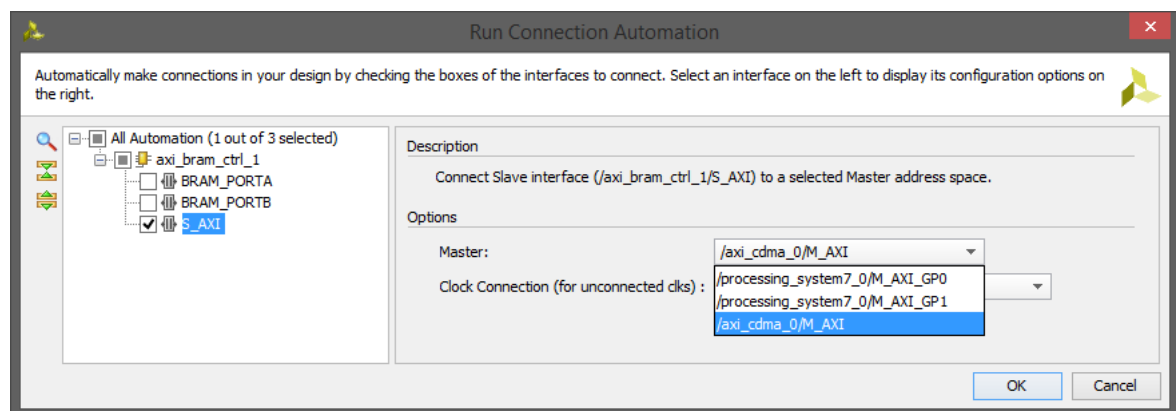 Run Connection Automation
Automatically make connections in your design by checking the boxes of the interfaces to connect. Select an interface on the left to display its configuration options on
the right.
All Automation (1 out of 3 selected)
axi_bram_ctrl_1
BRAM_PORTA
BRAM_PORTB
S_AXI
Description
Connect Slave interface (/axi_bram_ctrl_1/S_AXI) to a selected Master address space.
Options
Master: /axi_cdma_0/M_AXI
/processing_system7_0/M_AXI_GP0
Clock Connection (for unconnected clks) :
/processing_system7_0/M_AXI_GP1
/axi_cdma_0/M_AXI
OK Cancel